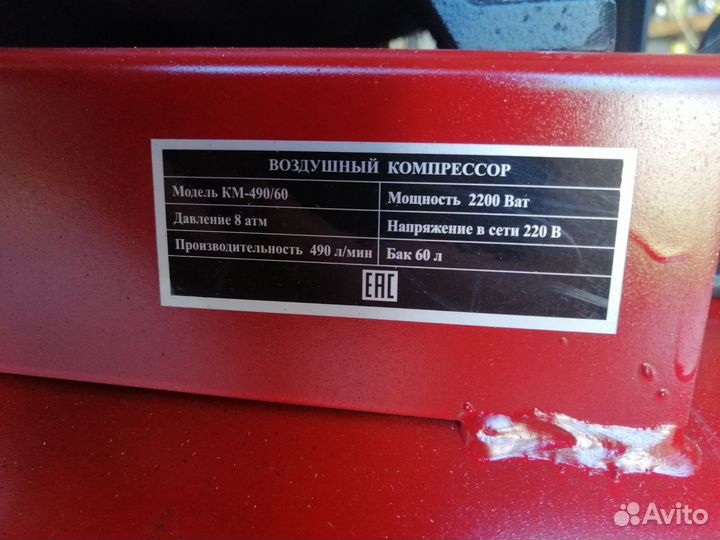 ВОЗДУШНЫЙ КОМПРЕССОР
Модель КМ-490/60
Мощность 2200 Ват
Давление 8 атм
Напряжение в сети 220 В
Производительность 490 л/мин
Бак 60 л
EAC
Avito